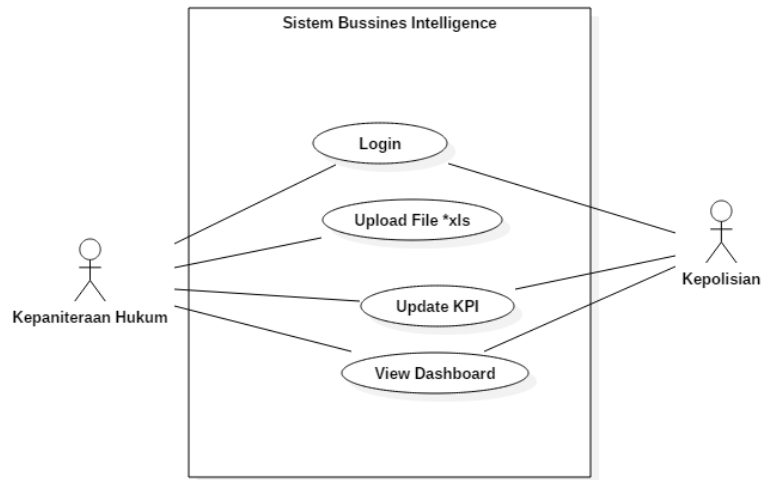 Sistem Bussines Intelligence
Login
Upload File *xls
Kepaniteraan Hukum
Kepolisian
Update KPI
View Dashboard